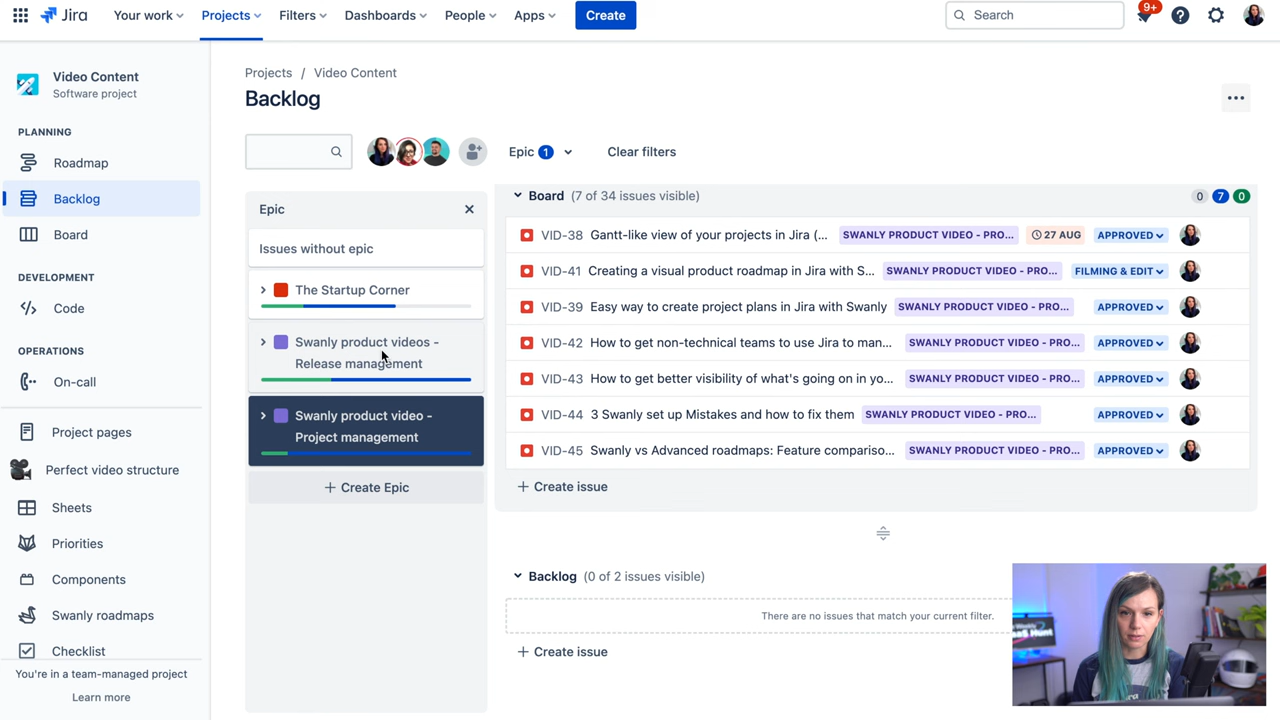 Jira
Your work
Projects
Filters
Dashboards
People
Apps
Create
Search
9+
Video Content
Software project
PLANNING
Roadmap
Backlog
Board
DEVELOPMENT
Code
OPERATIONS
On-call
Project pages
Perfect video structure
Sheets
Priorities
Components
Swanly roadmaps
Checklist
You're in a team-managed project
Learn more
Projects / Video Content
Backlog
Epic 1
Clear filters
Epic
Issues without epic
The Startup Corner
Swanly product videos -
Release management
Swanly product video -
Project management
Create Epic
Board (7 of 34 issues visible) 0 7 0
VID-38 Gantt-like view of your projects in Jira (... SWANLY PRODUCT VIDEO - PRO... 27 AUG APPROVED
VID-41 Creating a visual product roadmap in Jira with S... SWANLY PRODUCT VIDEO - PRO... FILMING & EDIT
VID-39 Easy way to create project plans in Jira with Swanly SWANLY PRODUCT VIDEO - PRO... APPROVED
VID-42 How to get non-technical teams to use Jira to man... SWANLY PRODUCT VIDEO - PRO... APPROVED
VID-43 How to get better visibility of what's going on in yo... SWANLY PRODUCT VIDEO - PRO... APPROVED
VID-44 3 Swanly set up Mistakes and how to fix them SWANLY PRODUCT VIDEO - PRO... APPROVED
VID-45 Swanly vs Advanced roadmaps: Feature compariso... SWANLY PRODUCT VIDEO - PRO... APPROVED
Create issue
Backlog (0 of 2 issues visible)
There are no issues that match your current filter.
Create issue